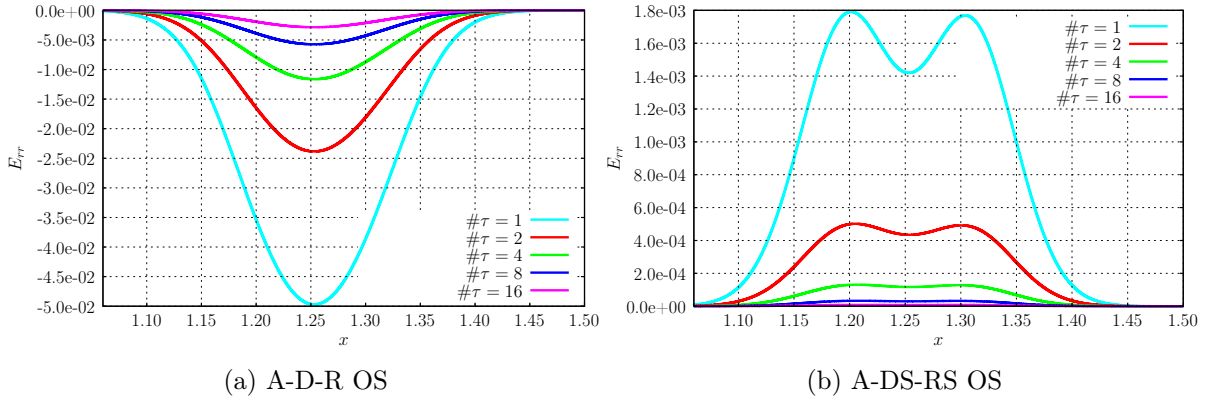 0.0e+00
-5.0e-03
-1.0e-02
-1.5e-02
-2.0e-02
-2.5e-02
-3.0e-02
-3.5e-02
-4.0e-02
-4.5e-02
-5.0e-02
E_rr
1.10 1.15 1.20 1.25 1.30 1.35 1.40 1.45 1.50
x
#τ = 1
#τ = 2
#τ = 4
#τ = 8
#τ = 16
(a) A-D-R OS
1.8e-03
1.6e-03
1.4e-03
1.2e-03
1.0e-03
8.0e-04
6.0e-04
4.0e-04
2.0e-04
0.0e+00
E_rr
1.10 1.15 1.20 1.25 1.30 1.35 1.40 1.45 1.50
x
#τ = 1
#τ = 2
#τ = 4
#τ = 8
#τ = 16
(b) A-DS-RS OS